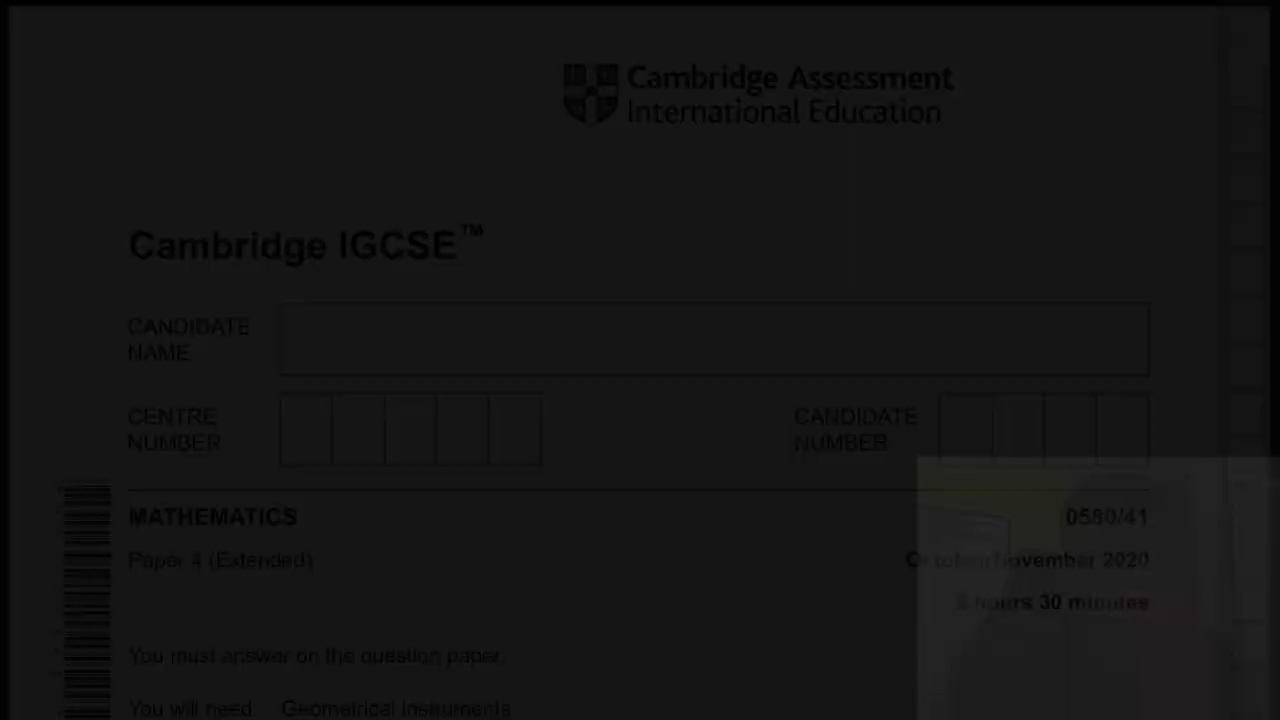 Cambridge Assessment
International Education
Cambridge IGCSE™
CANDIDATE
NAME
CENTRE
NUMBER
CANDIDATE
NUMBER
MATHEMATICS
0580/41
Paper 4 (Extended)
October/November 2020
2 hours 30 minutes
You must answer on the question paper.
You will need: Geometrical instruments